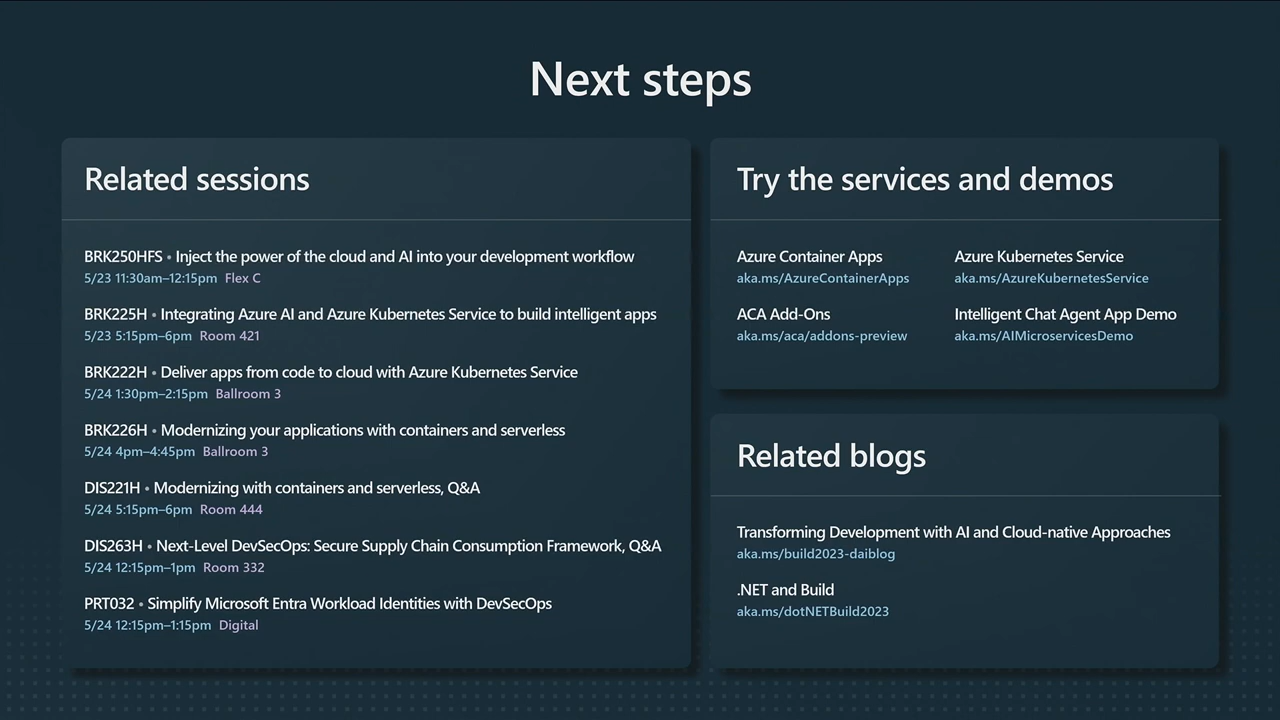 Next steps
Related sessions
BRK250HFS • Inject the power of the cloud and AI into your development workflow
5/23 11:30am–12:15pm Flex C
BRK225H • Integrating Azure AI and Azure Kubernetes Service to build intelligent apps
5/23 5:15pm–6pm Room 421
BRK222H • Deliver apps from code to cloud with Azure Kubernetes Service
5/24 1:30pm–2:15pm Ballroom 3
BRK226H • Modernizing your applications with containers and serverless
5/24 4pm–4:45pm Ballroom 3
DIS221H • Modernizing with containers and serverless, Q&A
5/24 5:15pm–6pm Room 444
DIS263H • Next-Level DevSecOps: Secure Supply Chain Consumption Framework, Q&A
5/24 12:15pm–1pm Room 332
PRT032 • Simplify Microsoft Entra Workload Identities with DevSecOps
5/24 12:15pm–1:15pm Digital
Try the services and demos
Azure Container Apps
aka.ms/AzureContainerApps
ACA Add-Ons
aka.ms/aca/addons-preview
Azure Kubernetes Service
aka.ms/AzureKubernetesService
Intelligent Chat Agent App Demo
aka.ms/AIMicroservicesDemo
Related blogs
Transforming Development with AI and Cloud-native Approaches
aka.ms/build2023-daiblog
.NET and Build
aka.ms/dotNETBuild2023